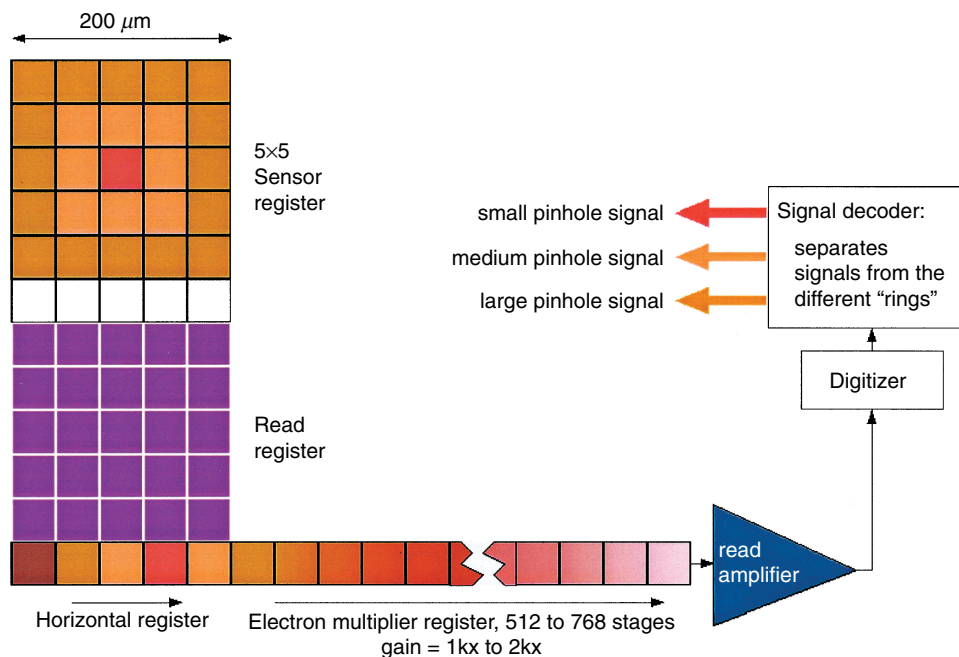 200 μm
5×5
Sensor
register
small pinhole signal
medium pinhole signal
large pinhole signal
Signal decoder:
separates
signals from the
different “rings”
Digitizer
Read
register
read
amplifier
Horizontal register
Electron multiplier register, 512 to 768 stages
gain = 1kx to 2kx